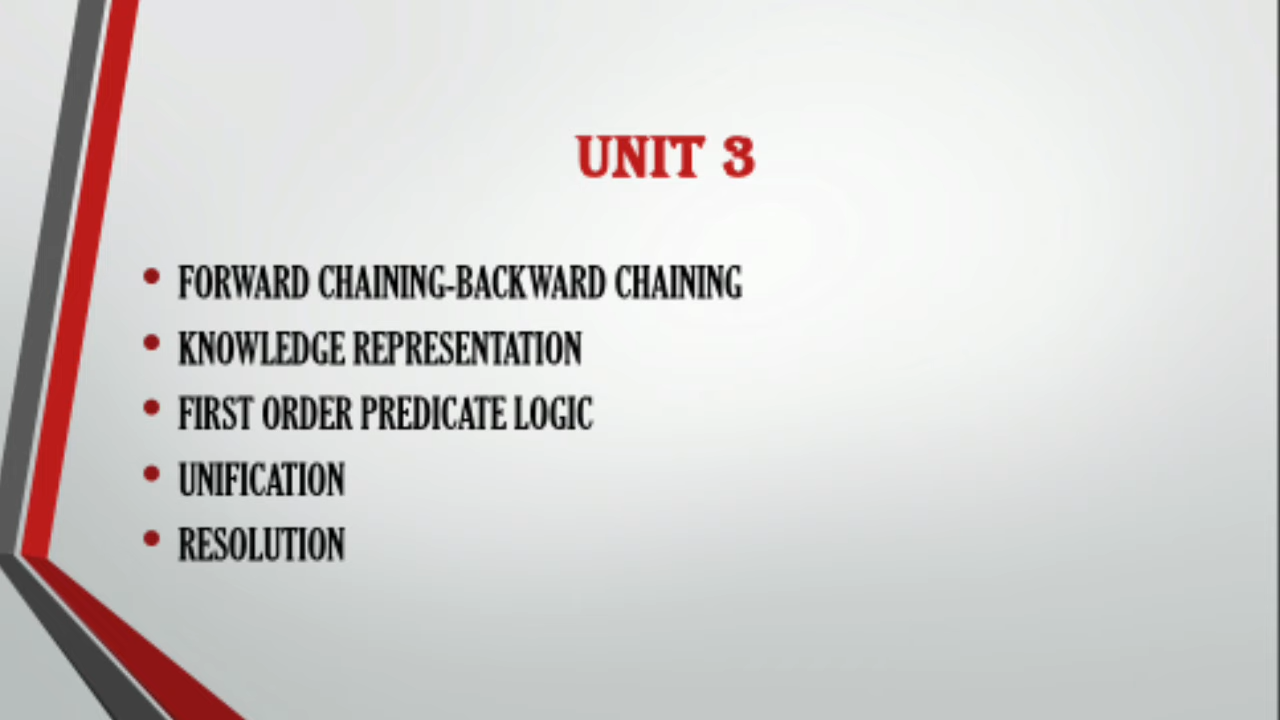 UNIT 3
FORWARD CHAINING-BACKWARD CHAINING
KNOWLEDGE REPRESENTATION
FIRST ORDER PREDICATE LOGIC
UNIFICATION
RESOLUTION